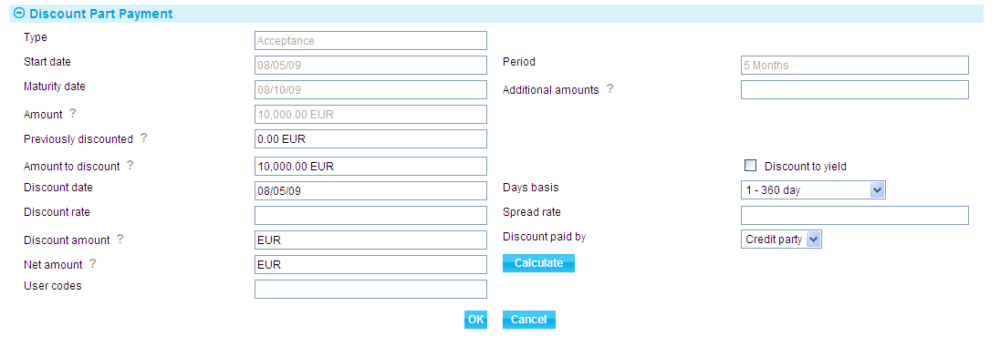 Discount Part Payment
Type Acceptance
Start date 08/05/09 Period 5 Months
Maturity date 08/10/09 Additional amounts ?
Amount ? 10,000.00 EUR
Previously discounted ? 0.00 EUR
Amount to discount ? 10,000.00 EUR Discount to yield
Discount date 08/05/09 Days basis 1 - 360 day
Discount rate Spread rate
Discount amount ? EUR Discount paid by Credit party
Net amount ? EUR Calculate
User codes
OK Cancel